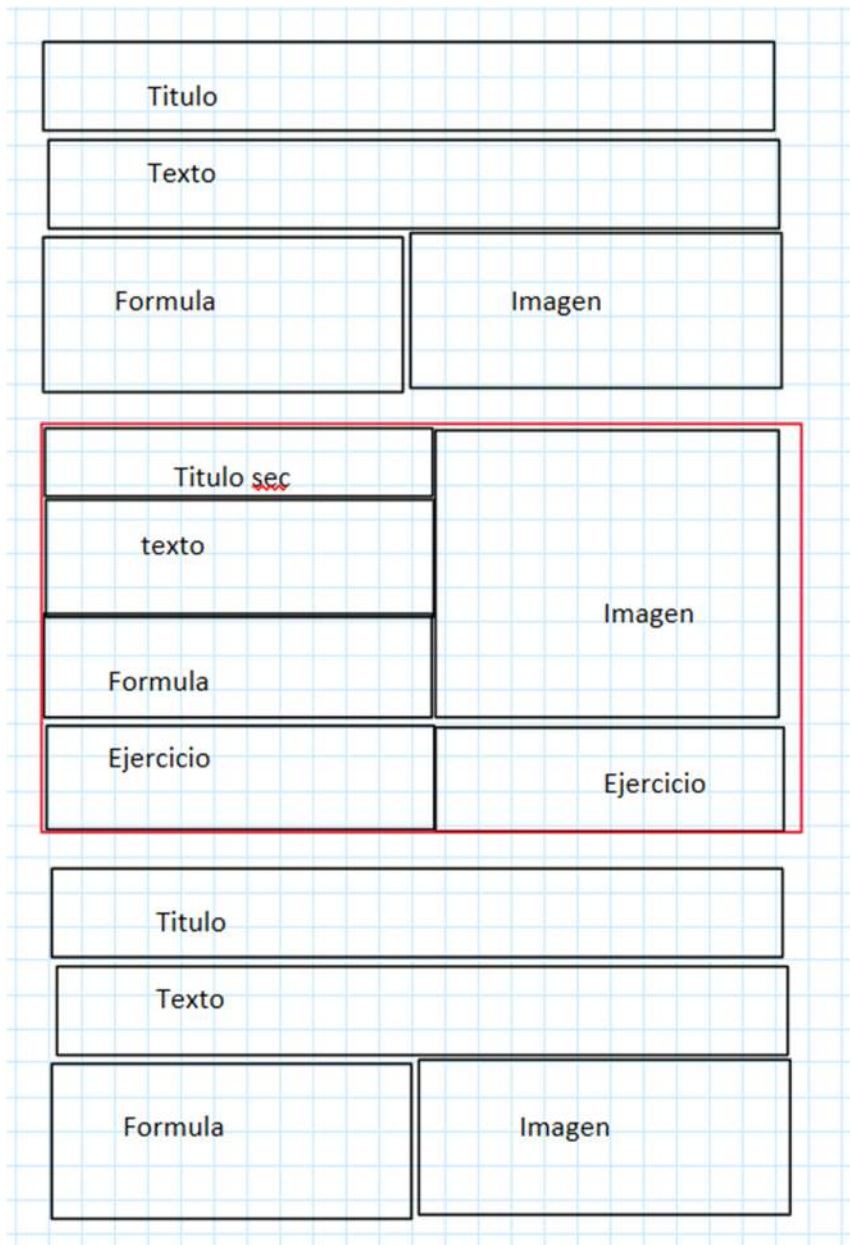 Titulo
Texto
Formula
Imagen
Titulo sec
texto
Formula
Imagen
Ejercicio
Ejercicio
Titulo
Texto
Formula
Imagen